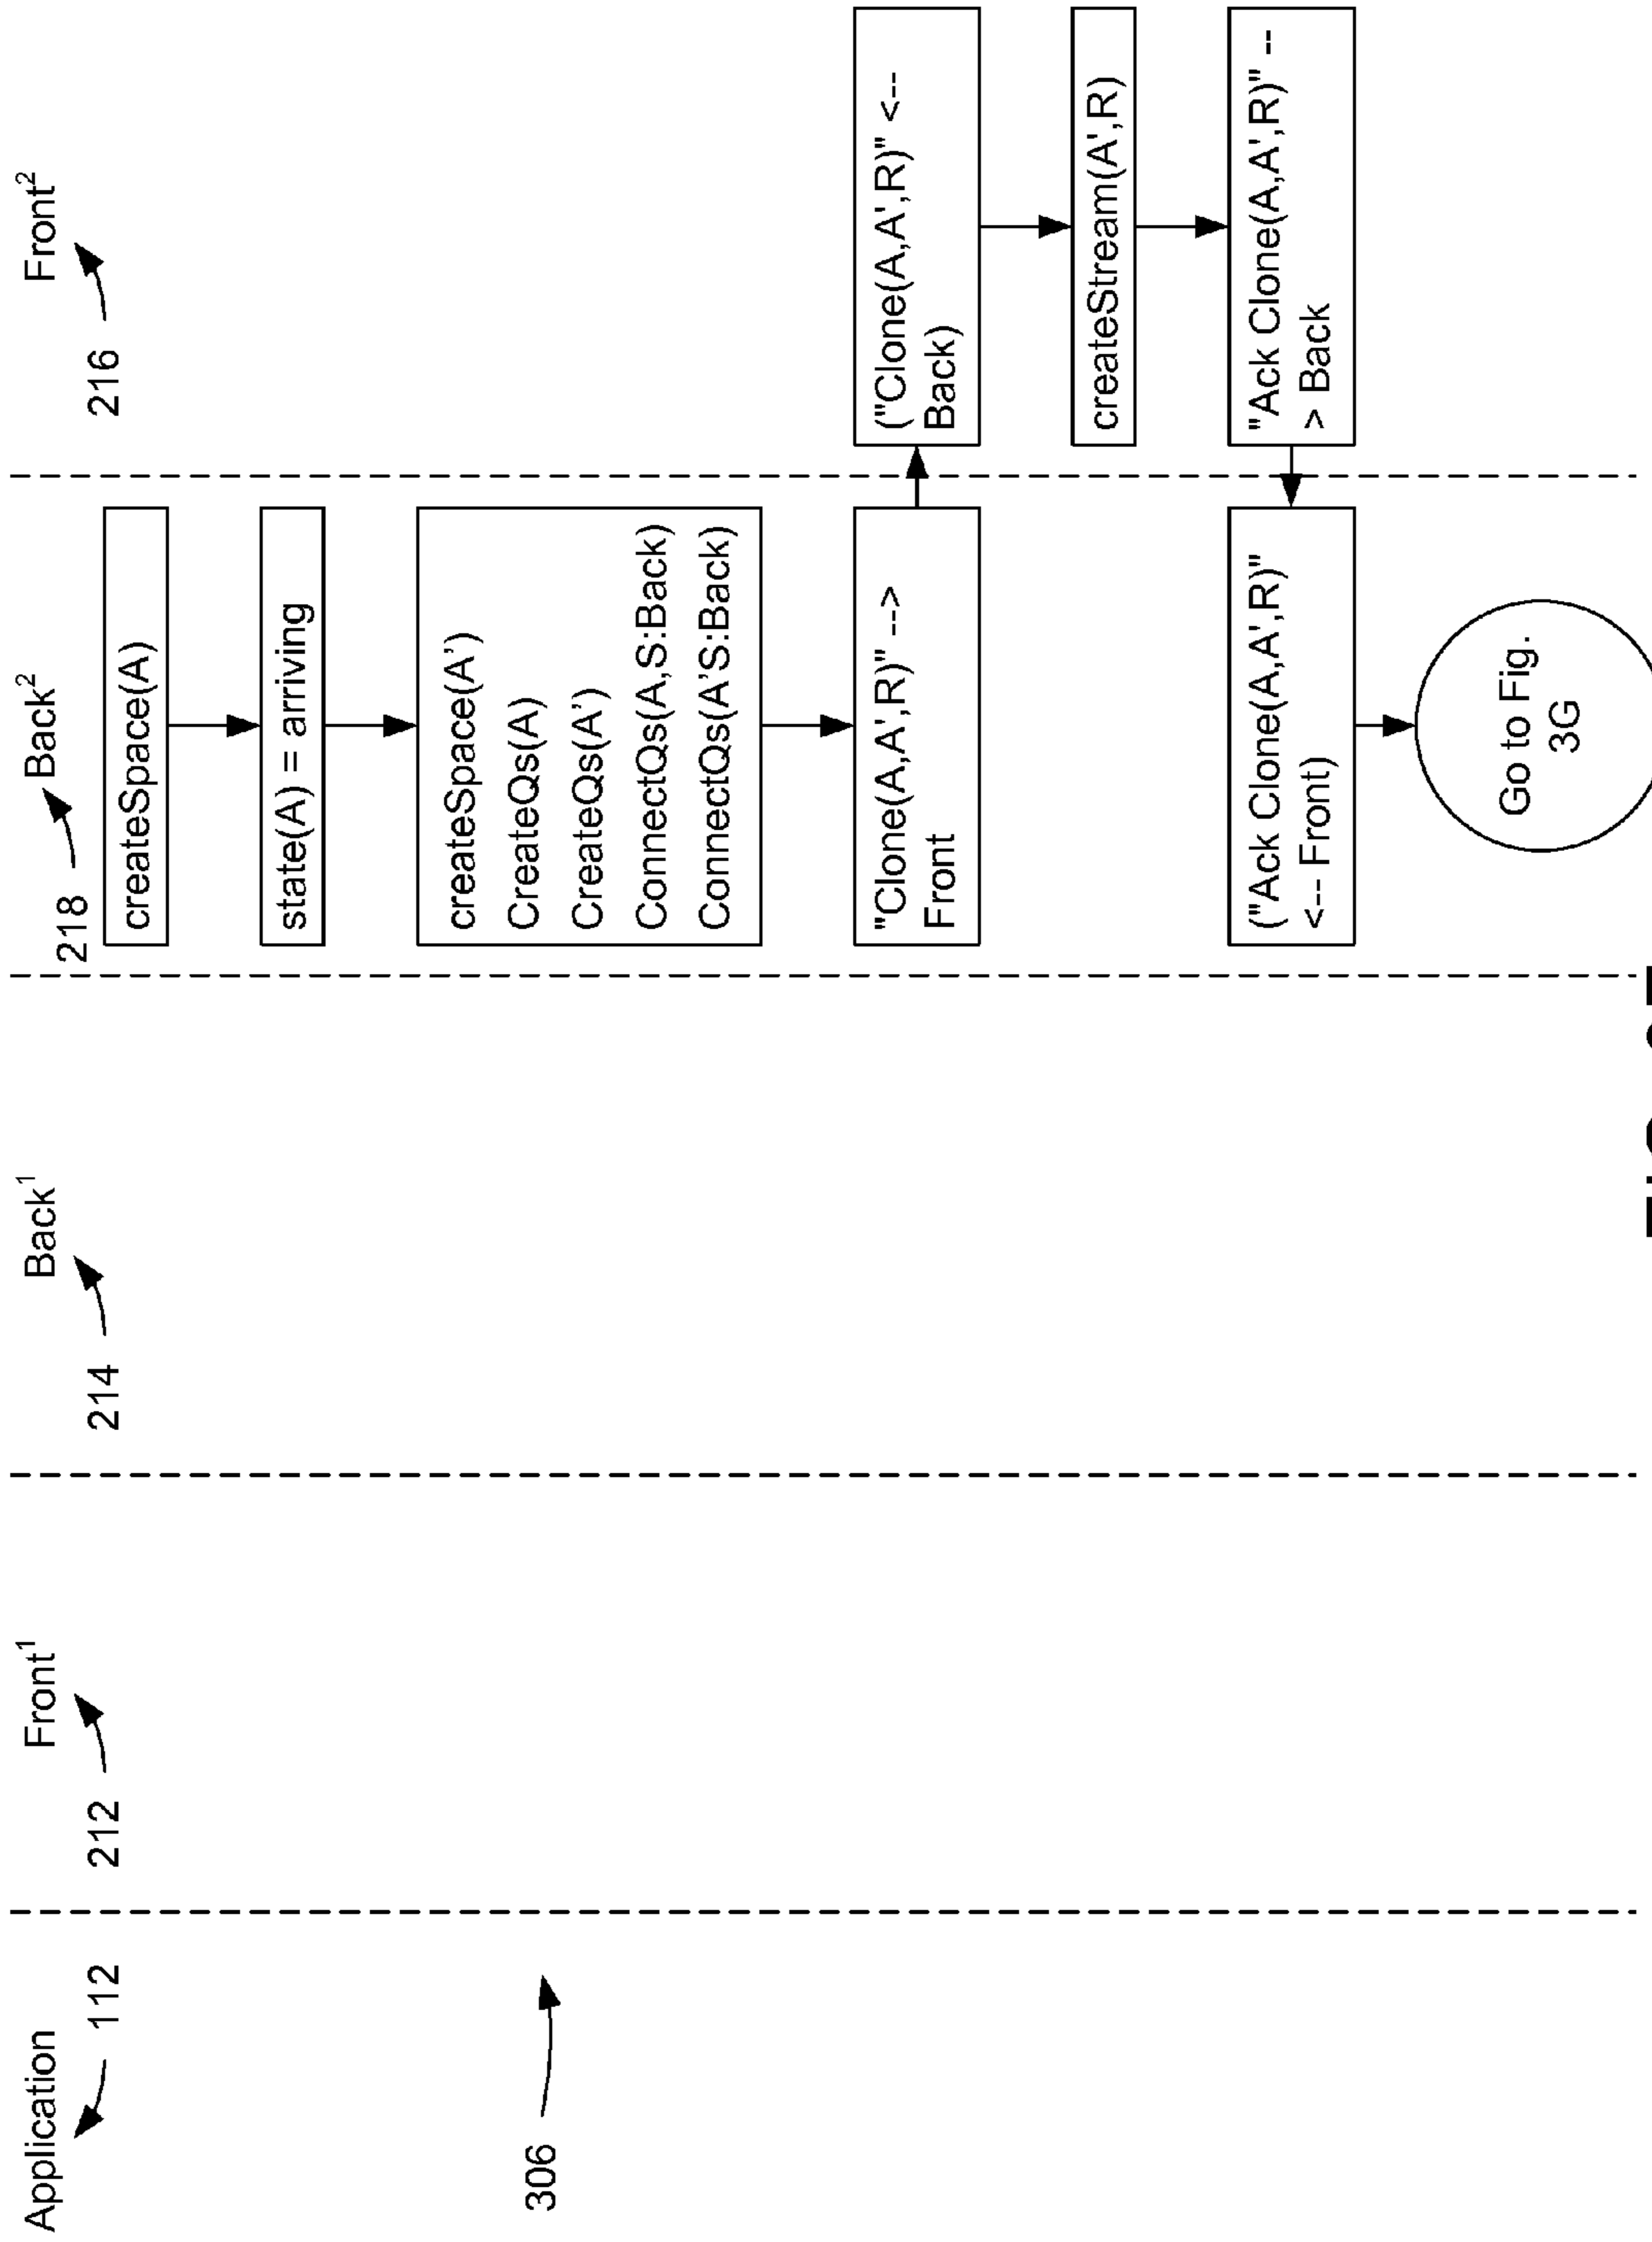 Application
112
Front1
212
Back1
214
Back2
218
Front2
216
306
createSpace(A)
state(A) = arriving
createSpace(A’)
CreateQs(A)
CreateQs(A’)
ConnectQs(A,S:Back)
ConnectQs(A’S:Back)
"Clone(A,A',R)" -->
Front
("Clone(A,A',R)" <--
Back)
createStream(A',R)
"Ack Clone(A,A',R)" --
> Back
("Ack Clone(A,A',R)"
<-- Front)
Go to Fig.
3G